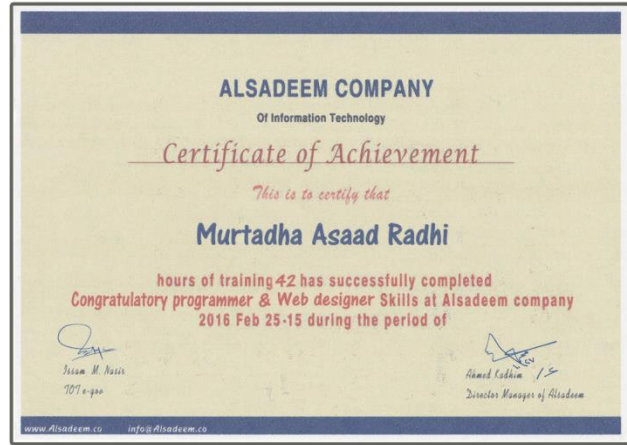 ALSADEEM COMPANY
Of Information Technology
Certificate of Achievement
This is to certify that
Murtadha Asaad Radhi
hours of training 42 has successfully completed
Congratulatory programmer & Web designer Skills at Alsadeem company
2016 Feb 25-15 during the period of
Issam M. Nasir
TOT
Ahmed Kadhim
Director Manager of Alsadeem
www.Alsadeem.co info@Alsadeem.co